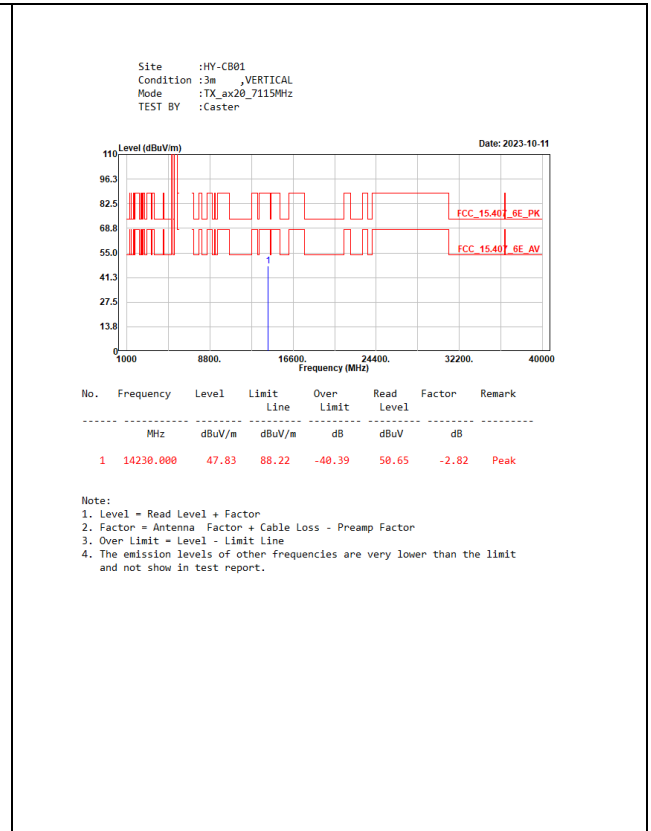 Site :HY-CB01
Condition :3m ,VERTICAL
Mode :TX_ax20_7115MHz
TEST BY :Caster
Level (dBuV/m) Date: 2023-10-11
110
96.3
82.5
FCC_15.407_6E_PK
68.8
FCC_15.407_6E_AV
55.0
1
41.3
27.5
13.8
0
1000 8800. 16600. 24400. 32200. 40000
Frequency (MHz)
No. Frequency Level Limit Over Read Factor Remark
Line Limit Level
------ ----------- -------- -------- --------- --------- -------- ---------
MHz dBuV/m dBuV/m dB dBuV dB
1 14230.000 47.83 88.22 -40.39 50.65 -2.82 Peak
Note:
1. Level = Read Level + Factor
2. Factor = Antenna Factor + Cable Loss - Preamp Factor
3. Over Limit = Level - Limit Line
4. The emission levels of other frequencies are very lower than the limit
and not show in test report.